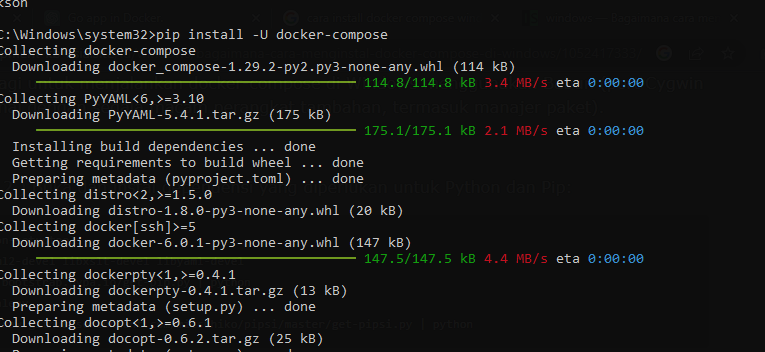 kson
C:\Windows\system32>pip install -U docker-compose
Collecting docker-compose
Downloading docker_compose-1.29.2-py2.py3-none-any.whl (114 kB)
114.8/114.8 kB 3.4 MB/s eta 0:00:00
Collecting PyYAML<6,>=3.10
Downloading PyYAML-5.4.1.tar.gz (175 kB)
175.1/175.1 kB 2.1 MB/s eta 0:00:00
Installing build dependencies ... done
Getting requirements to build wheel ... done
Preparing metadata (pyproject.toml) ... done
Collecting distro<2,>=1.5.0
Downloading distro-1.8.0-py3-none-any.whl (20 kB)
Collecting docker[ssh]>=5
Downloading docker-6.0.1-py3-none-any.whl (147 kB)
147.5/147.5 kB 4.4 MB/s eta 0:00:00
Collecting dockerpty<1,>=0.4.1
Downloading dockerpty-0.4.1.tar.gz (13 kB)
Preparing metadata (setup.py) ... done
Collecting docopt<1,>=0.6.1
Downloading docopt-0.6.2.tar.gz (25 kB)